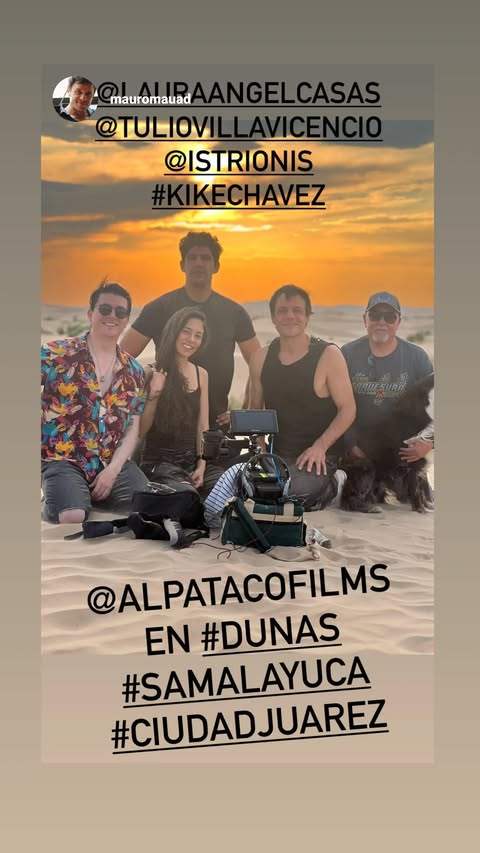 @LAURAANGELCASAS
mauromauad
@TULIOVILLAVICENCIO
@ISTRIONIS
#KIKECHAVEZ
@ALPATACOFILMS
EN #DUNAS
#SAMALAYUCA
#CIUDADJUAREZ